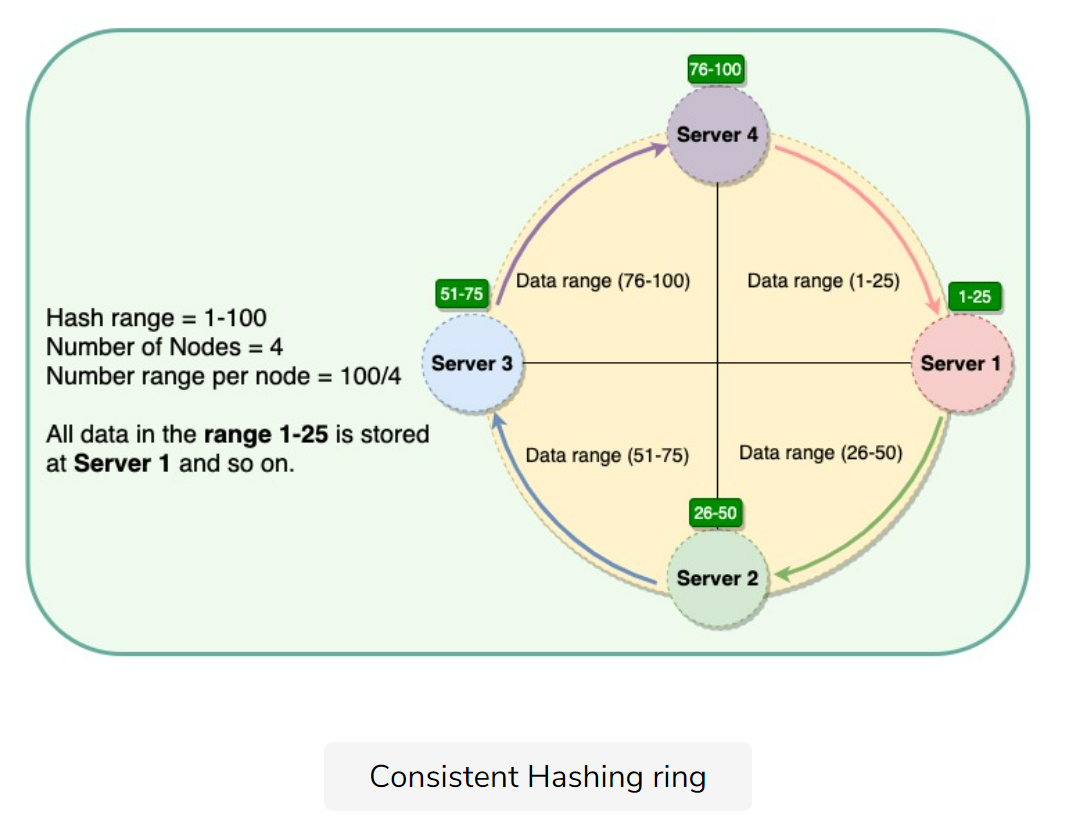 76-100
Server 4
Data range (76-100)
Data range (1-25)
51-75
1-25
Hash range = 1-100
Number of Nodes = 4
Number range per node = 100/4
Server 3
Server 1
All data in the range 1-25 is stored
at Server 1 and so on.
Data range (51-75)
Data range (26-50)
26-50
Server 2
Consistent Hashing ring